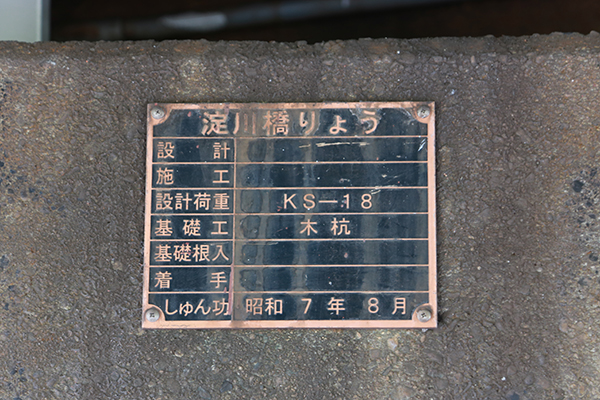 淀川橋りょう
設計
施工
設計荷重 KS－18
基礎工 木杭
基礎根入
着手
しゅん功 昭和 7 年 8 月